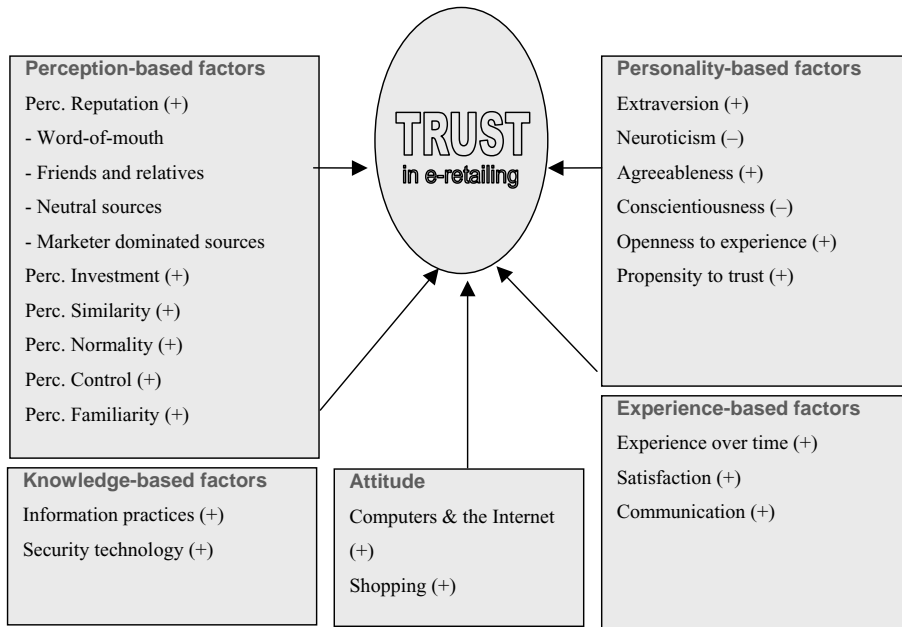 Perception-based factors
Perc. Reputation (+)
- Word-of-mouth
- Friends and relatives
- Neutral sources
- Marketer dominated sources
Perc. Investment (+)
Perc. Similarity (+)
Perc. Normality (+)
Perc. Control (+)
Perc. Familiarity (+)
TRUST
in e-retailing
Personality-based factors
Extraversion (+)
Neuroticism (–)
Agreeableness (+)
Conscientiousness (–)
Openness to experience (+)
Propensity to trust (+)
Knowledge-based factors
Information practices (+)
Security technology (+)
Attitude
Computers & the Internet
(+)
Shopping (+)
Experience-based factors
Experience over time (+)
Satisfaction (+)
Communication (+)